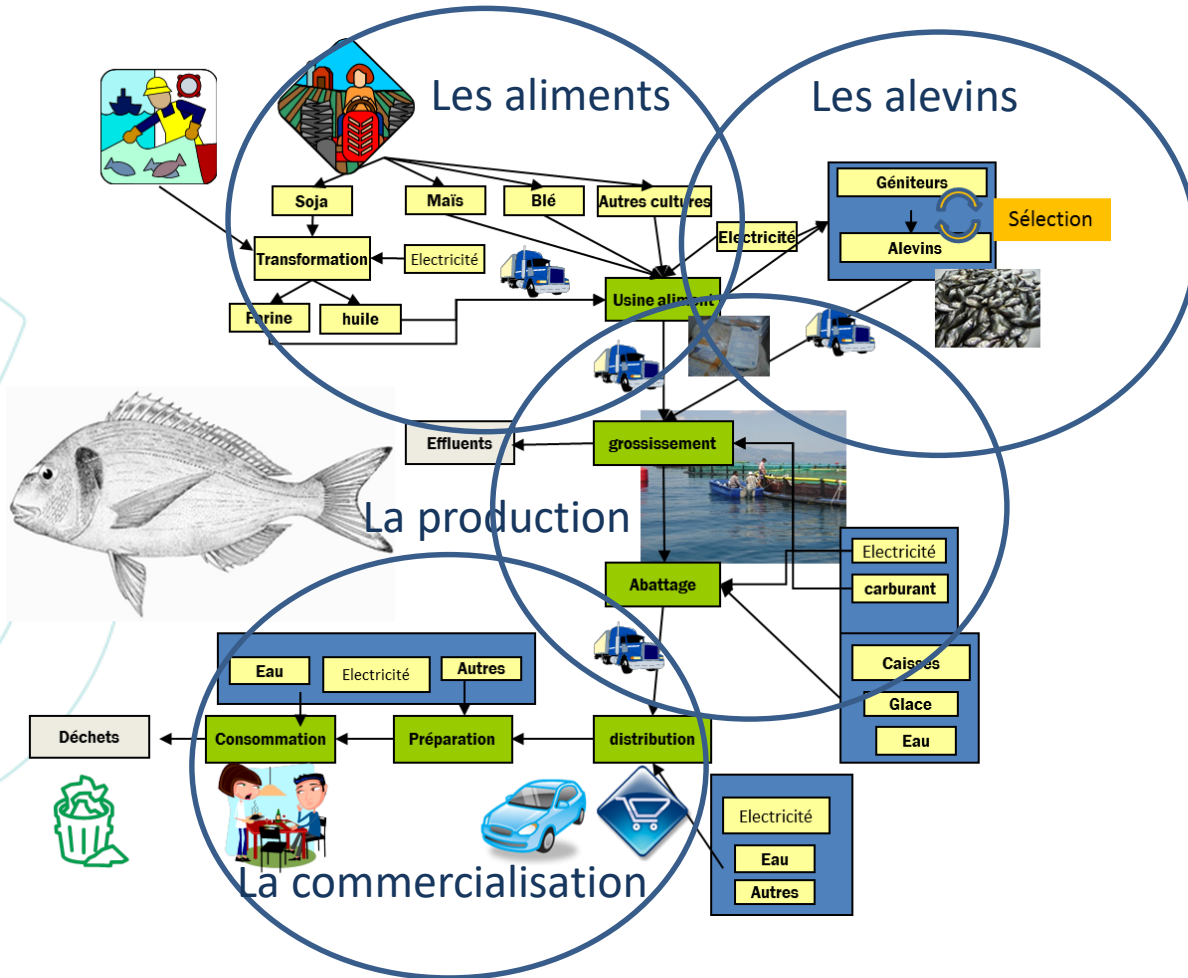 Les aliments
Les alevins
Géniteurs
Sélection
Alevins
Soja
Maïs
Blé
Autres cultures
Electricité
Transformation
Electricité
Usine aliment
Farine
huile
Effluents
grossissement
La production
Electricité
carburant
Abattage
Caisses
Glace
Eau
Eau
Electricité
Autres
Déchets
Consommation
Préparation
distribution
Electricité
Eau
Autres
La commercialisation